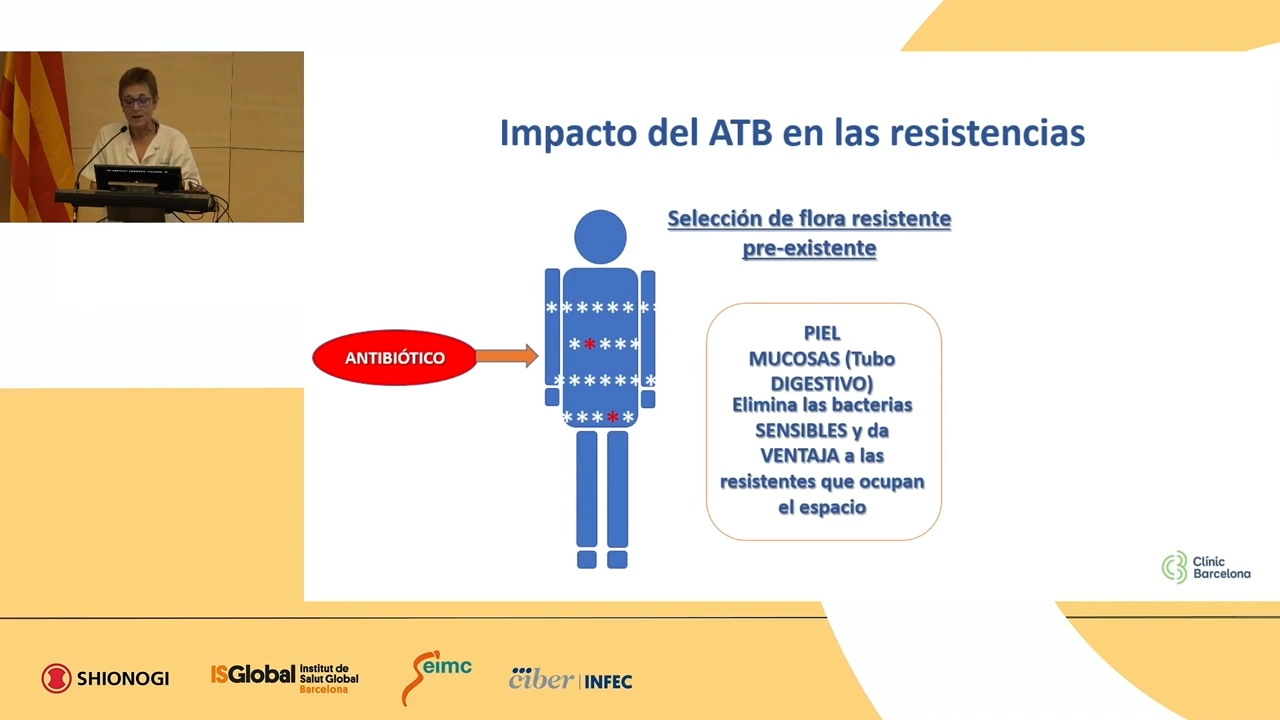 Impacto del ATB en las resistencias
Selección de flora resistente
pre-existente
ANTIBIÓTICO
* * * * * * * *
* * * * *
* * * * * * *
* * * * *
PIEL
MUCOSAS (Tubo
DIGESTIVO)
Elimina las bacterias
SENSIBLES y da
VENTAJA a las
resistentes que ocupan
el espacio
Clínic
Barcelona
SHIONOGI
ISGlobal Institut de
Salut Global
Barcelona
Seimc
ciber | INFEC